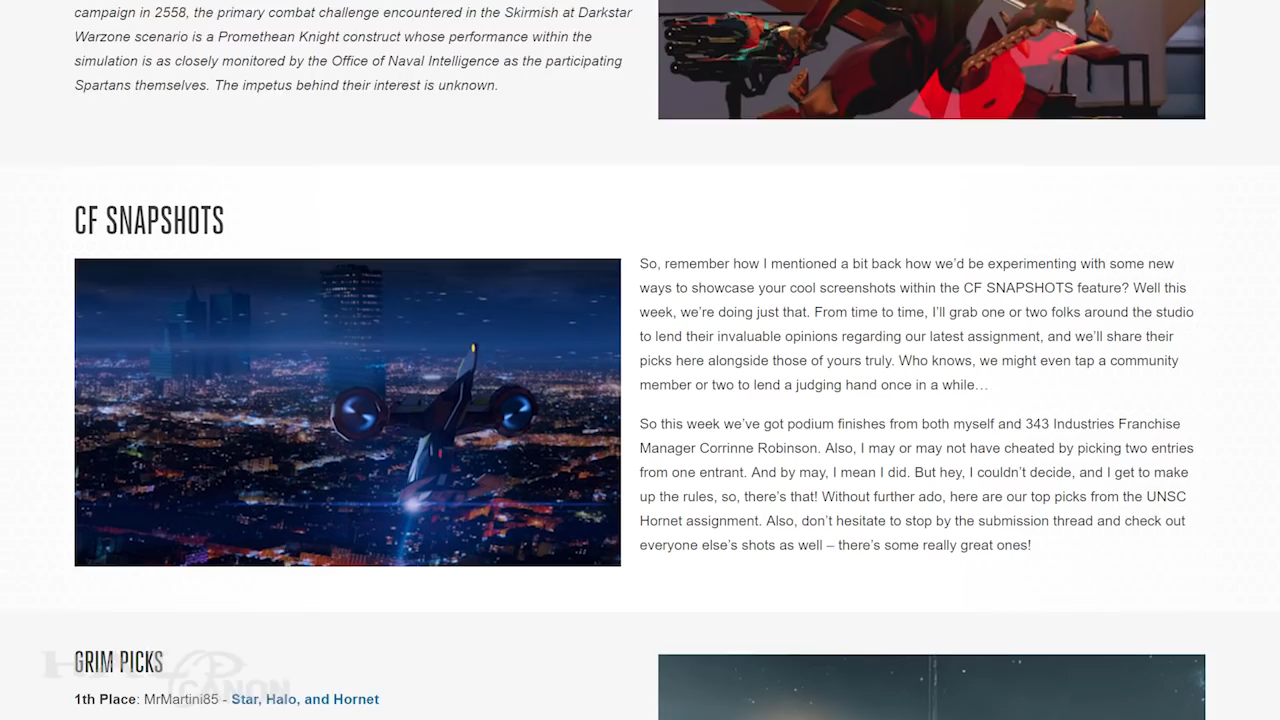 campaign in 2558, the primary combat challenge encountered in the Skirmish at Darkstar
Warzone scenario is a Promethean Knight construct whose performance within the
simulation is as closely monitored by the Office of Naval Intelligence as the participating
Spartans themselves. The impetus behind their interest is unknown.
CF SNAPSHOTS
So, remember how I mentioned a bit back how we’d be experimenting with some new
ways to showcase your cool screenshots within the CF SNAPSHOTS feature? Well this
week, we’re doing just that. From time to time, I’ll grab one or two folks around the studio
to lend their invaluable opinions regarding our latest assignment, and we’ll share their
picks here alongside those of yours truly. Who knows, we might even tap a community
member or two to lend a judging hand once in a while…
So this week we’ve got podium finishes from both myself and 343 Industries Franchise
Manager Corrinne Robinson. Also, I may or may not have cheated by picking two entries
from one entrant. And by may, I mean I did. But hey, I couldn’t decide, and I get to make
up the rules, so, there’s that! Without further ado, here are our top picks from the UNSC
Hornet assignment. Also, don’t hesitate to stop by the submission thread and check out
everyone else’s shots as well – there’s some really great ones!
GRIM PICKS
1th Place: MrMartini85 - Star, Halo, and Hornet
CANON